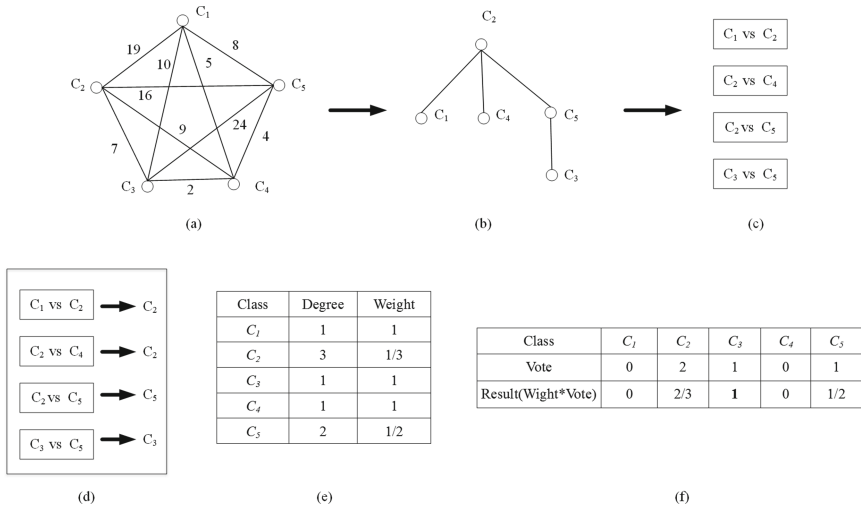 C1
19
10
5
8
C2
16
C5
9
24
7
4
C3
2
C4
(a)
C2
C1
C4
C5
C3
(b)
C1 vs C2
C2 vs C4
C2 vs C5
C3 vs C5
(c)
C1 vs C2 C2
C2 vs C4 C2
C2 vs C5 C5
C3 vs C5 C3
(d)
Class Degree Weight
C1 1 1
C2 3 1/3
C3 1 1
C4 1 1
C5 2 1/2
(e)
Class C1 C2 C3 C4 C5
Vote 0 2 1 0 1
Result(Wight*Vote) 0 2/3 1 0 1/2
(f)